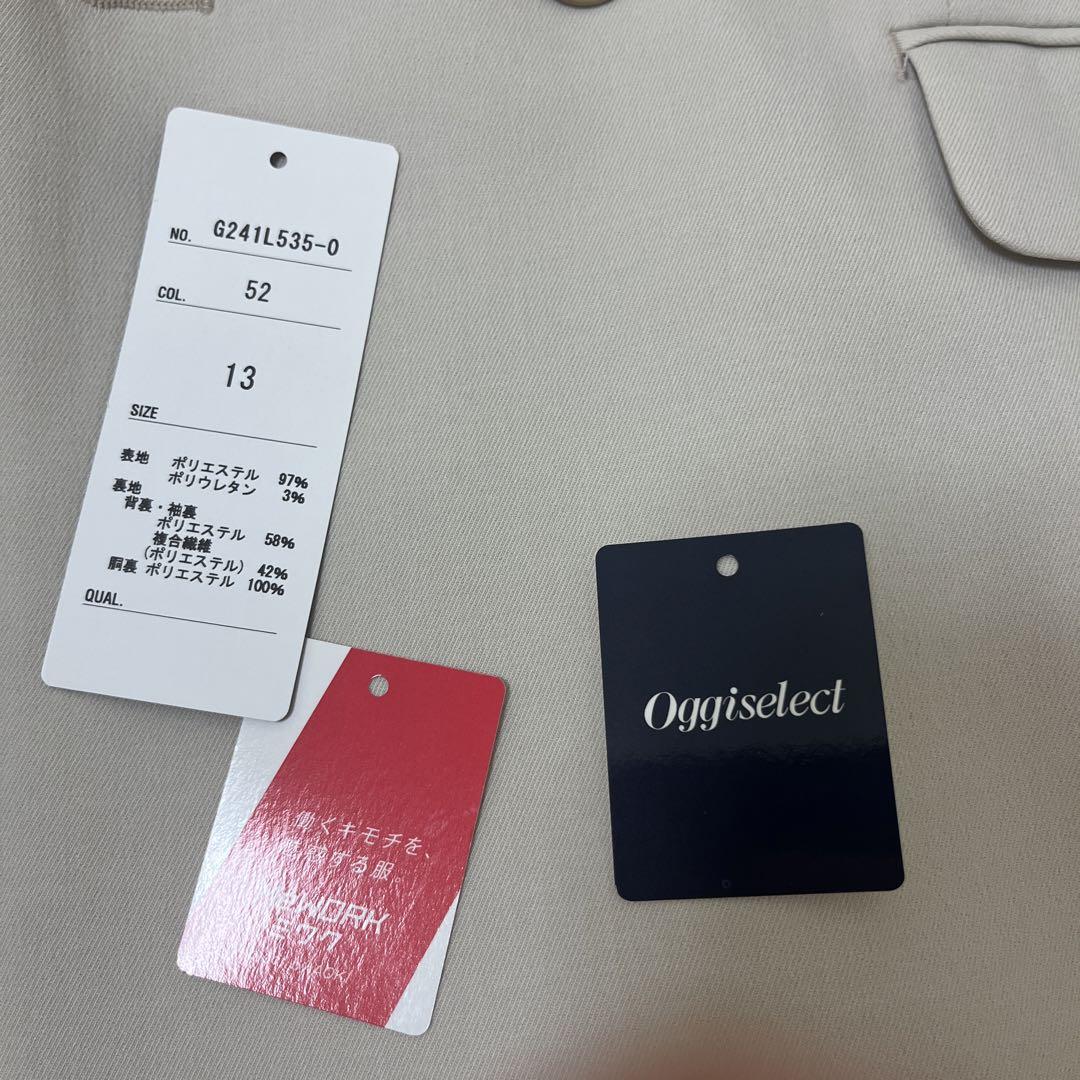 NO. G241L535-0
COL. 52
13
SIZE
表地 ポリエステル 97%
ポリウレタン 3%
裏地
背裏・袖裏
ポリエステル 58%
複合繊維
(ポリエステル) 42%
胴裏 ポリエステル 100%
QUAL.
働くキモチを、
する服。
Oggiselect